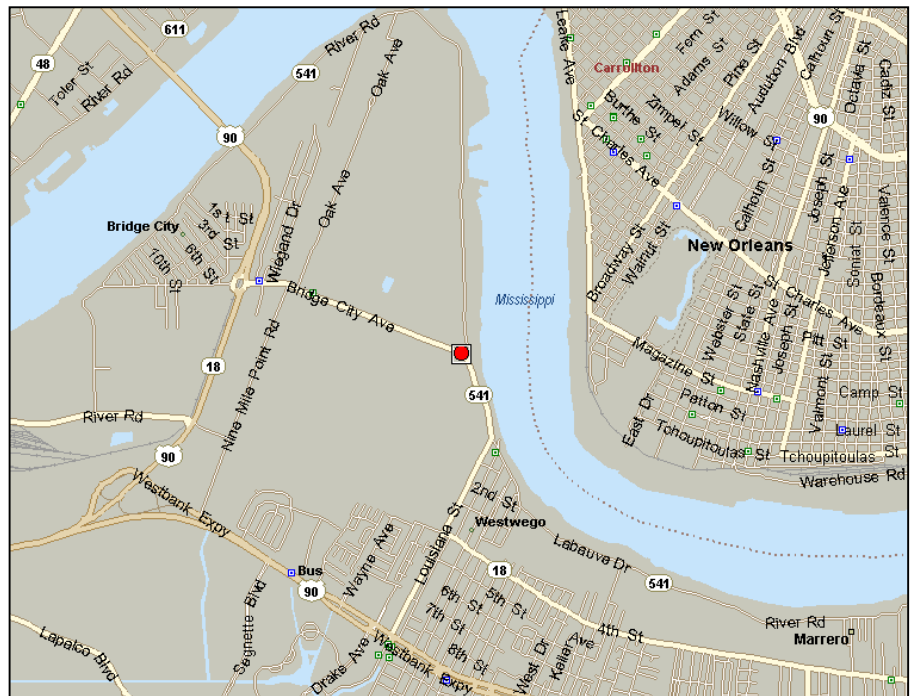 611
48
Toler St
River Rd
River Rd
541
Oak Ave
90
Leake Ave
Carrollton
Fern St
Adams St
Pine St
Audubon Blvd
Calhoun St
Octavia St
Cadiz St
Burthe St
Zimpel St
Willow St
90
St Charles Ave
Calhoun St
Joseph St
Jefferson Ave
Valence St
Soniat St
Bordeaux St
Bridge City
1st St
3rd St
6th St
10th St
Wiegand Dr
Oak Ave
Broadway St
Walnut St
New Orleans
Mississippi
Bridge City Ave
St Charles Ave
Webster St
State St
Nashville Ave
Joseph St
Pitt St
Magazine St
18
Nine Mile Point Rd
541
Patton St
Valmont St
Camp St
Laurel St
East Dr
Tchoupitoulas St
Tchoupitoulas
Warehouse Rd
River Rd
90
Westbank Expy
2nd St
Westwego
Wayne Ave
Louisiana St
Labauve Dr
18
541
Bus
90
Segnette Blvd
5th St
6th St
7th St
8th St
4th St
River Rd
Marrero
Lapalco Blvd
Drake Ave
Westbank Expy
West Dr
Keller Ave